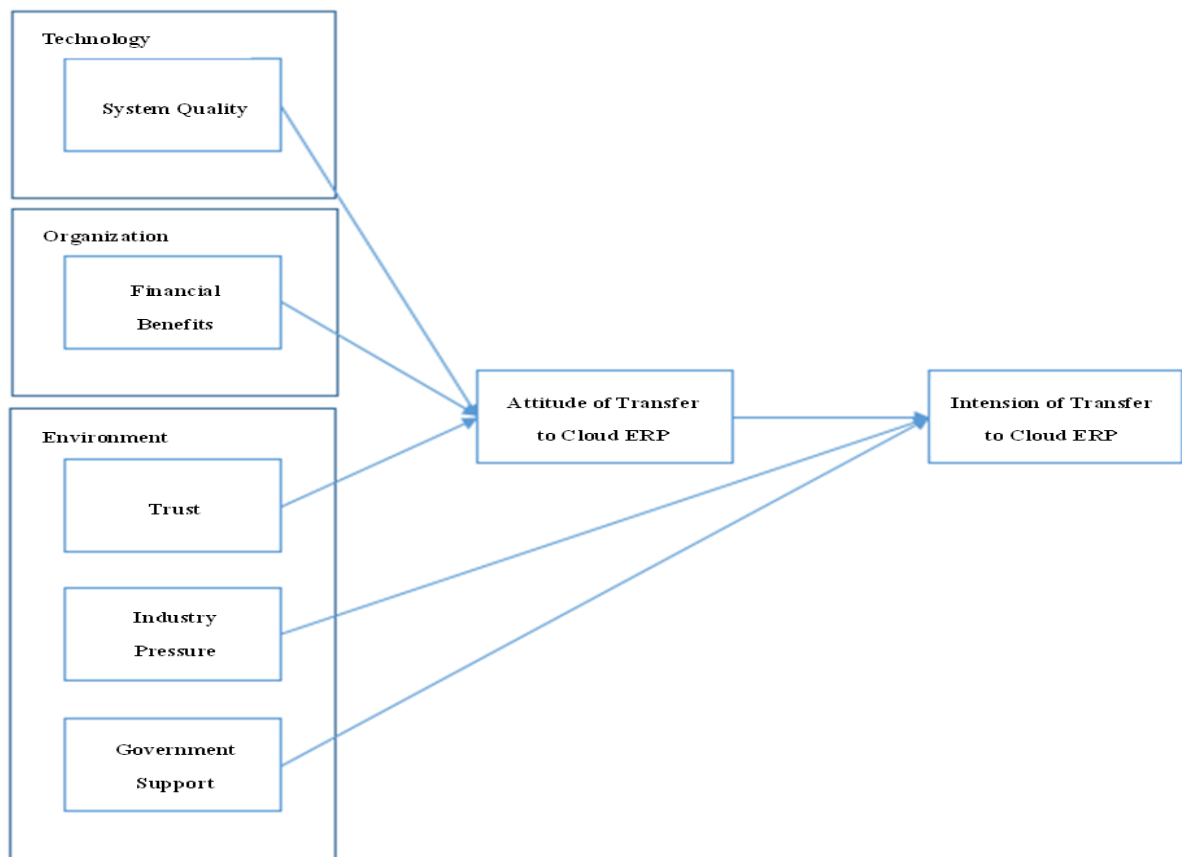 Technology
System Quality
Organization
Financial
Benefits
Environment
Trust
Industry
Pressure
Government
Support
Attitude of Transfer
to Cloud ERP
Intension of Transfer
to Cloud ERP